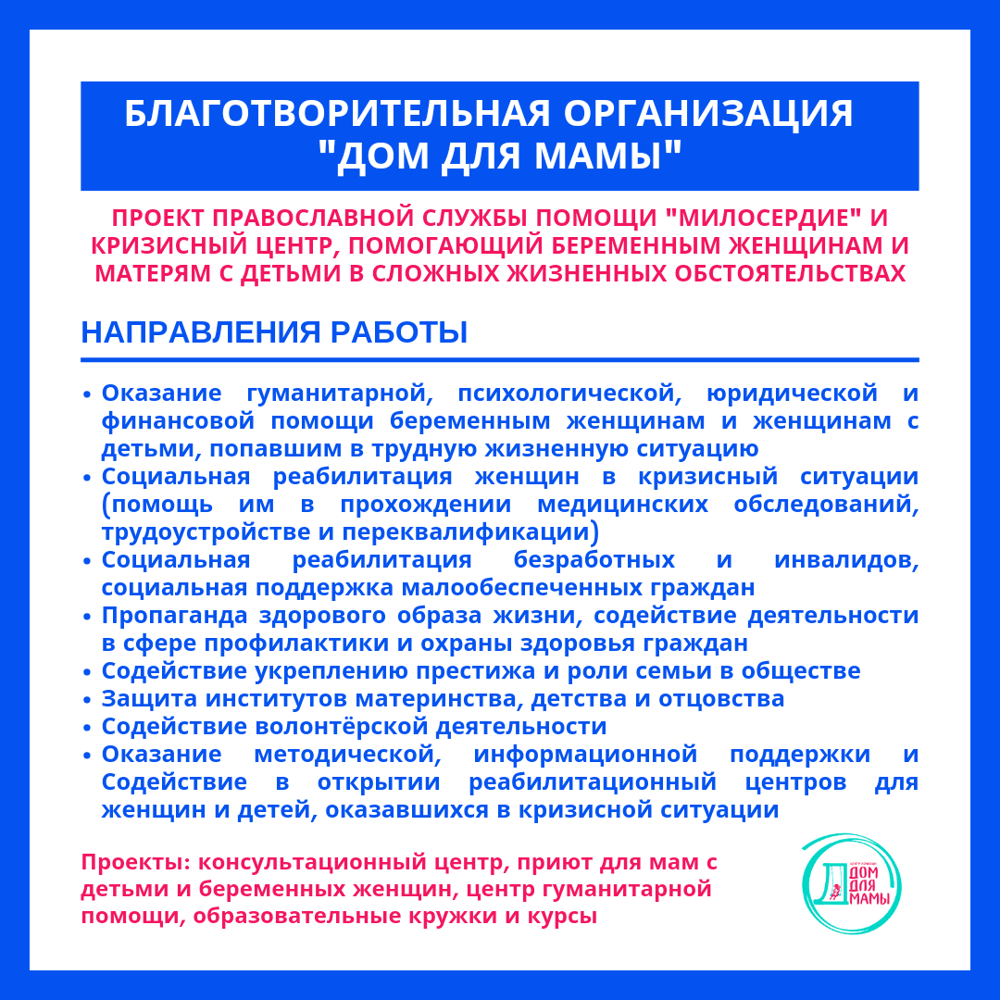 БЛАГОТВОРИТЕЛЬНАЯ ОРГАНИЗАЦИЯ
"ДОМ ДЛЯ МАМЫ"
ПРОЕКТ ПРАВОСЛАВНОЙ СЛУЖБЫ ПОМОЩИ "МИЛОСЕРДИЕ" И
КРИЗИСНЫЙ ЦЕНТР, ПОМОГАЮЩИЙ БЕРЕМЕННЫМ ЖЕНЩИНАМ И
МАТЕРЯМ С ДЕТЬМИ В СЛОЖНЫХ ЖИЗНЕННЫХ ОБСТОЯТЕЛЬСТВАХ
НАПРАВЛЕНИЯ РАБОТЫ
• Оказание гуманитарной, психологической, юридической и
финансовой помощи беременным женщинам и женщинам с
детьми, попавшим в трудную жизненную ситуацию
• Социальная реабилитация женщин в кризисный ситуации
(помощь им в прохождении медицинских обследований,
трудоустройстве и переквалификации)
• Социальная реабилитация безработных и инвалидов,
социальная поддержка малообеспеченных граждан
• Пропаганда здорового образа жизни, содействие деятельности
в сфере профилактики и охраны здоровья граждан
• Содействие укреплению престижа и роли семьи в обществе
• Защита институтов материнства, детства и отцовства
• Содействие волонтёрской деятельности
• Оказание методической, информационной поддержки и
Содействие в открытии реабилитационный центров для
женщин и детей, оказавшихся в кризисной ситуации
Проекты: консультационный центр, приют для мам с
детьми и беременных женщин, центр гуманитарной
помощи, образовательные кружки и курсы
ЦЕНТР ПОМОЩИ
ДОМ
ДЛЯ
МАМЫ